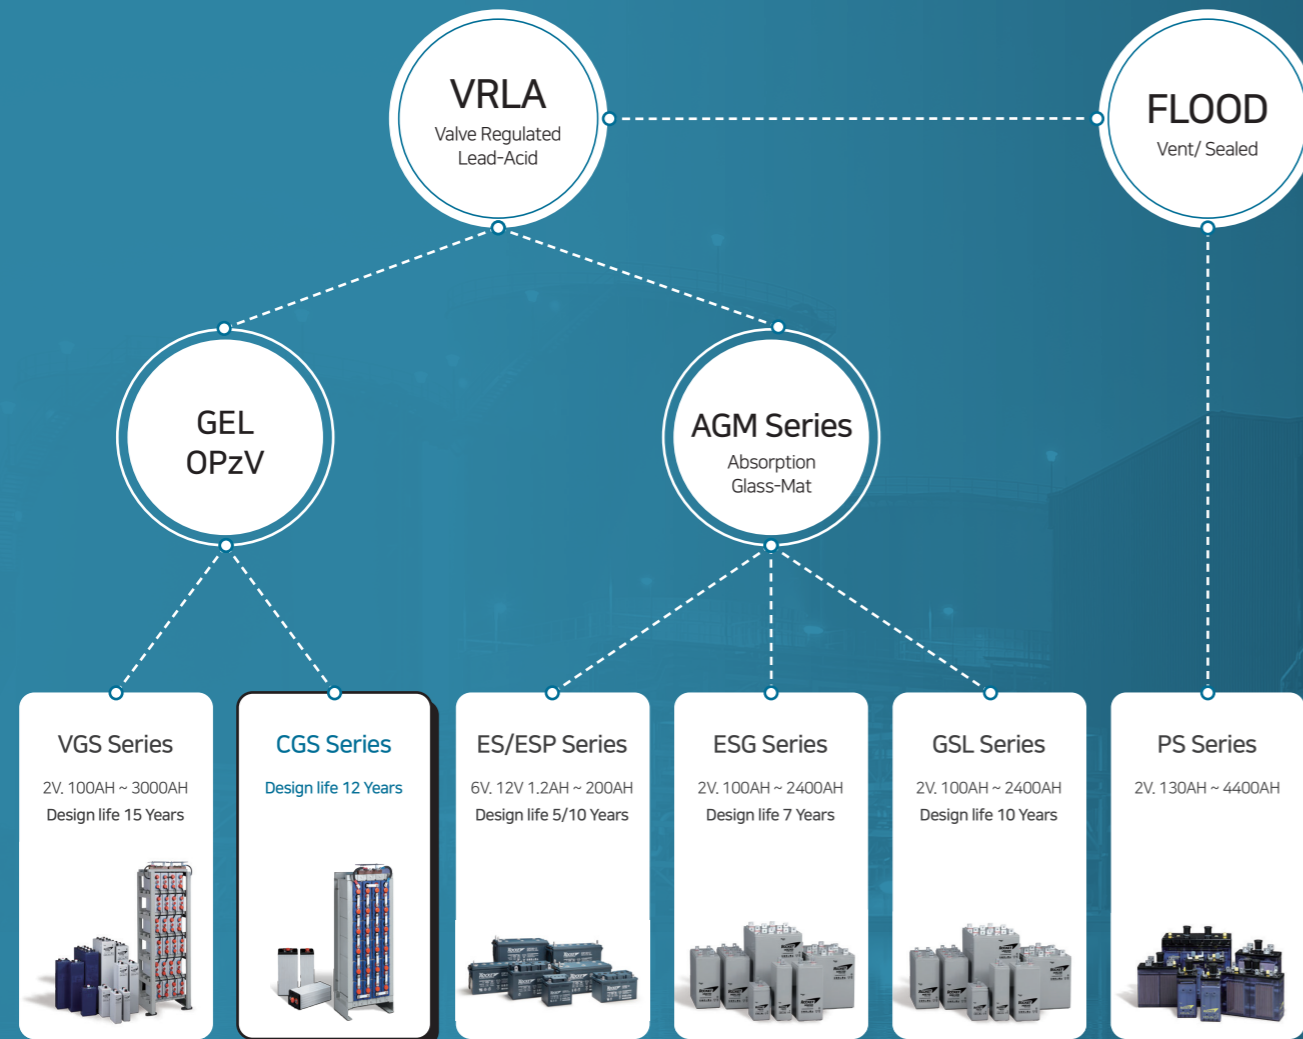 VRLA
Valve Regulated
Lead-Acid
FLOOD
Vent/ Sealed
GEL
OPzV
AGM Series
Absorption
Glass-Mat
VGS Series
2V. 100AH ~ 3000AH
Design life 15 Years
CGS Series
Design life 12 Years
ES/ESP Series
6V. 12V 1.2AH ~ 200AH
Design life 5/10 Years
ESG Series
2V. 100AH ~ 2400AH
Design life 7 Years
GSL Series
2V. 100AH ~ 2400AH
Design life 10 Years
PS Series
2V. 130AH ~ 4400AH